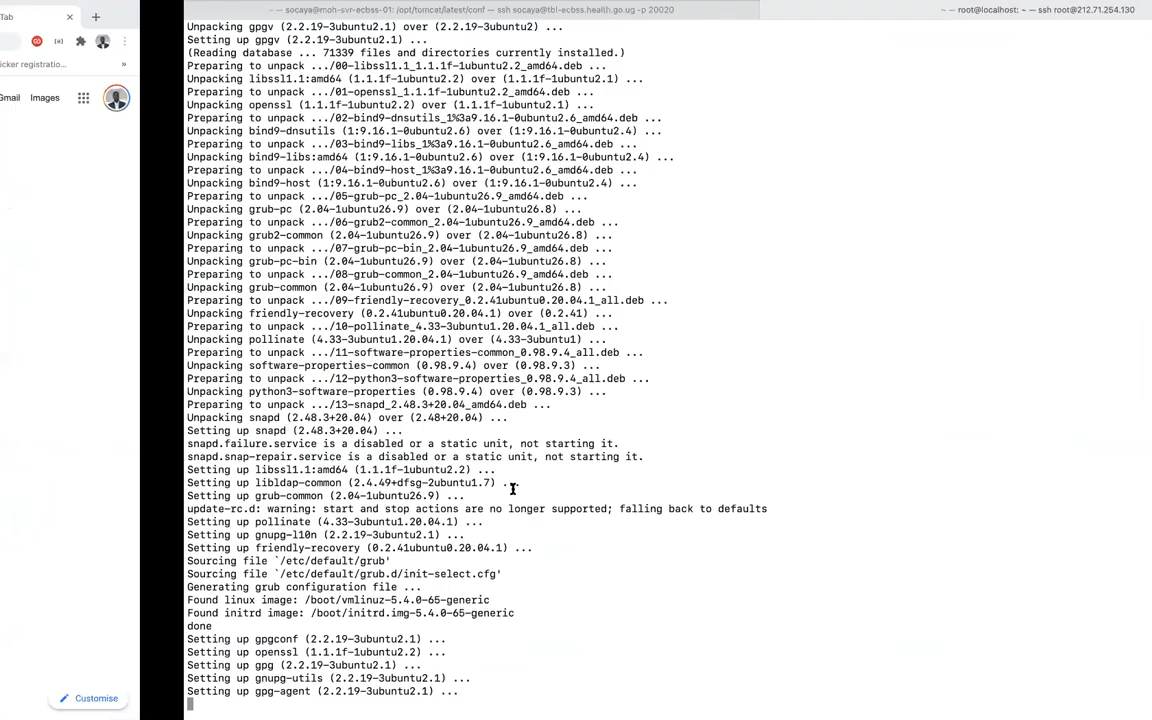 Tab
icker registratio...
Gmail Images
Customise
~ — socaya@moh-svr-ecbss-01: /opt/tomcat/latest/conf — ssh socaya@tbl-ecbss.health.go.ug -p 20020
~ — root@localhost: ~ — ssh root@212.71.254.130
Unpacking gpgv (2.2.19-3ubuntu2.1) over (2.2.19-3ubuntu2) ...
Setting up gpgv (2.2.19-3ubuntu2.1) ...
(Reading database ... 71339 files and directories currently installed.)
Preparing to unpack .../00-libssl1.1_1.1.1f-1ubuntu2.2_amd64.deb ...
Unpacking libssl1.1:amd64 (1.1.1f-1ubuntu2.2) over (1.1.1f-1ubuntu2.1) ...
Preparing to unpack .../01-openssl_1.1.1f-1ubuntu2.2_amd64.deb ...
Unpacking openssl (1.1.1f-1ubuntu2.2) over (1.1.1f-1ubuntu2.1) ...
Preparing to unpack .../02-bind9-dnsutils_1%3a9.16.1-0ubuntu2.6_amd64.deb ...
Unpacking bind9-dnsutils (1:9.16.1-0ubuntu2.6) over (1:9.16.1-0ubuntu2.4) ...
Preparing to unpack .../03-bind9-libs_1%3a9.16.1-0ubuntu2.6_amd64.deb ...
Unpacking bind9-libs:amd64 (1:9.16.1-0ubuntu2.6) over (1:9.16.1-0ubuntu2.4) ...
Preparing to unpack .../04-bind9-host_1%3a9.16.1-0ubuntu2.6_amd64.deb ...
Unpacking bind9-host (1:9.16.1-0ubuntu2.6) over (1:9.16.1-0ubuntu2.4) ...
Preparing to unpack .../05-grub-pc_2.04-1ubuntu26.9_amd64.deb ...
Unpacking grub-pc (2.04-1ubuntu26.9) over (2.04-1ubuntu26.8) ...
Preparing to unpack .../06-grub2-common_2.04-1ubuntu26.9_amd64.deb ...
Unpacking grub2-common (2.04-1ubuntu26.9) over (2.04-1ubuntu26.8) ...
Preparing to unpack .../07-grub-pc-bin_2.04-1ubuntu26.9_amd64.deb ...
Unpacking grub-pc-bin (2.04-1ubuntu26.9) over (2.04-1ubuntu26.8) ...
Preparing to unpack .../08-grub-common_2.04-1ubuntu26.9_amd64.deb ...
Unpacking grub-common (2.04-1ubuntu26.9) over (2.04-1ubuntu26.8) ...
Preparing to unpack .../09-friendly-recovery_0.2.41ubuntu0.20.04.1_all.deb ...
Unpacking friendly-recovery (0.2.41ubuntu0.20.04.1) over (0.2.41) ...
Preparing to unpack .../10-pollinate_4.33-3ubuntu1.20.04.1_all.deb ...
Unpacking pollinate (4.33-3ubuntu1.20.04.1) over (4.33-3ubuntu1) ...
Preparing to unpack .../11-software-properties-common_0.98.9.4_all.deb ...
Unpacking software-properties-common (0.98.9.4) over (0.98.9.3) ...
Preparing to unpack .../12-python3-software-properties_0.98.9.4_all.deb ...
Unpacking python3-software-properties (0.98.9.4) over (0.98.9.3) ...
Preparing to unpack .../13-snapd_2.48.3+20.04_amd64.deb ...
Unpacking snapd (2.48.3+20.04) over (2.48+20.04) ...
Setting up snapd (2.48.3+20.04) ...
snapd.failure.service is a disabled or a static unit, not starting it.
snapd.snap-repair.service is a disabled or a static unit, not starting it.
Setting up libssl1.1:amd64 (1.1.1f-1ubuntu2.2) ...
Setting up libldap-common (2.4.49+dfsg-2ubuntu1.7) ...
Setting up grub-common (2.04-1ubuntu26.9) ...
update-rc.d: warning: start and stop actions are no longer supported; falling back to defaults
Setting up pollinate (4.33-3ubuntu1.20.04.1) ...
Setting up gnupg-l10n (2.2.19-3ubuntu2.1) ...
Setting up friendly-recovery (0.2.41ubuntu0.20.04.1) ...
Sourcing file `/etc/default/grub'
Sourcing file `/etc/default/grub.d/init-select.cfg'
Generating grub configuration file ...
Found linux image: /boot/vmlinuz-5.4.0-65-generic
Found initrd image: /boot/initrd.img-5.4.0-65-generic
done
Setting up gpgconf (2.2.19-3ubuntu2.1) ...
Setting up openssl (1.1.1f-1ubuntu2.2) ...
Setting up gpg (2.2.19-3ubuntu2.1) ...
Setting up gnupg-utils (2.2.19-3ubuntu2.1) ...
Setting up gpg-agent (2.2.19-3ubuntu2.1) ...